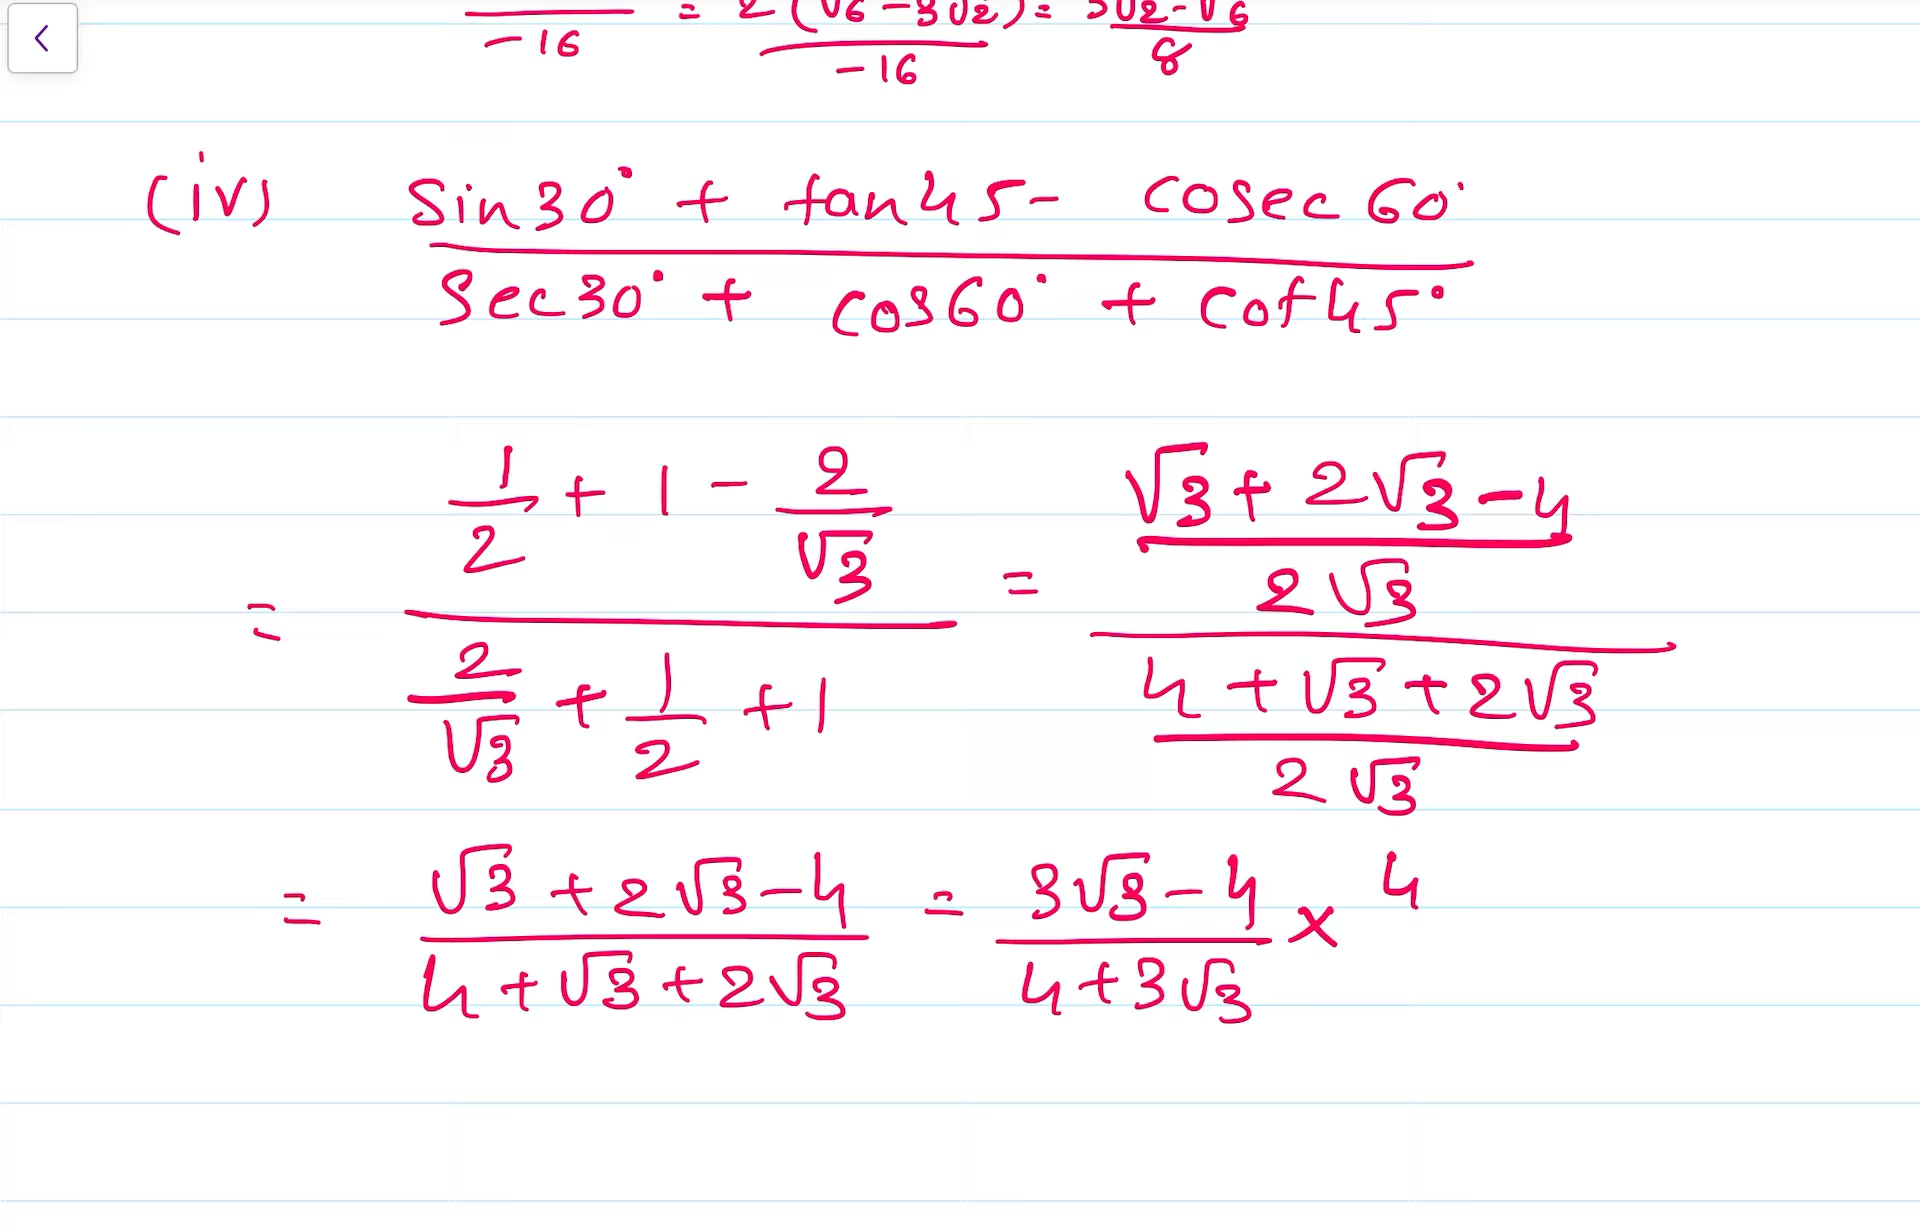 /-16 = 2(√6-3√2)/-16 = 3√2-√6/8
(iv) Sin30° + tan45 - cosec60°
Sec30° + cos60° + cot45°
= (1/2 + 1 - 2/√3)/(2/√3 + 1/2 + 1) = ((√3+2√3-4)/2√3)/((4+√3+2√3)/2√3)
= (√3+2√3-4)/(4+√3+2√3) = (3√3-4)/(4+3√3) × 4